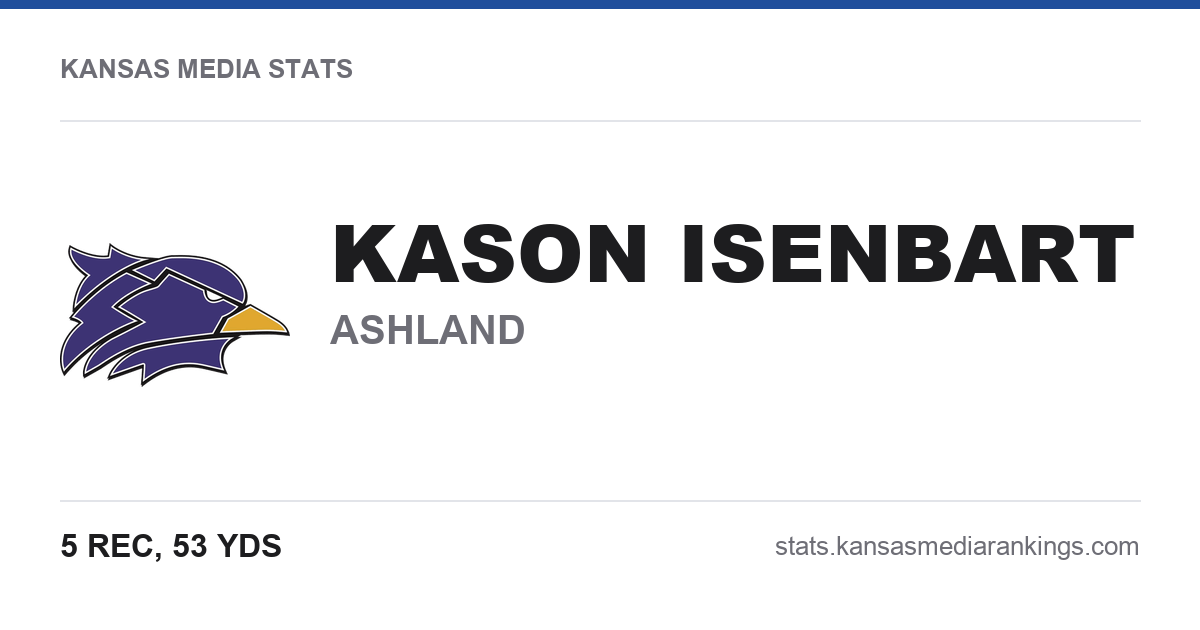 KANSAS MEDIA STATS
KASON ISENBART
ASHLAND
5 REC, 53 YDS
stats.kansasmediarankings.com